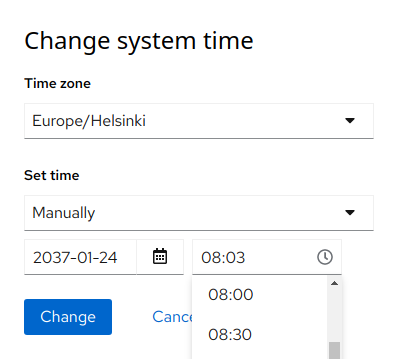 Change system time
Time zone
Europe/Helsinki
Set time
Manually
2037-01-24 08:03
08:00
Change Cance
08:30